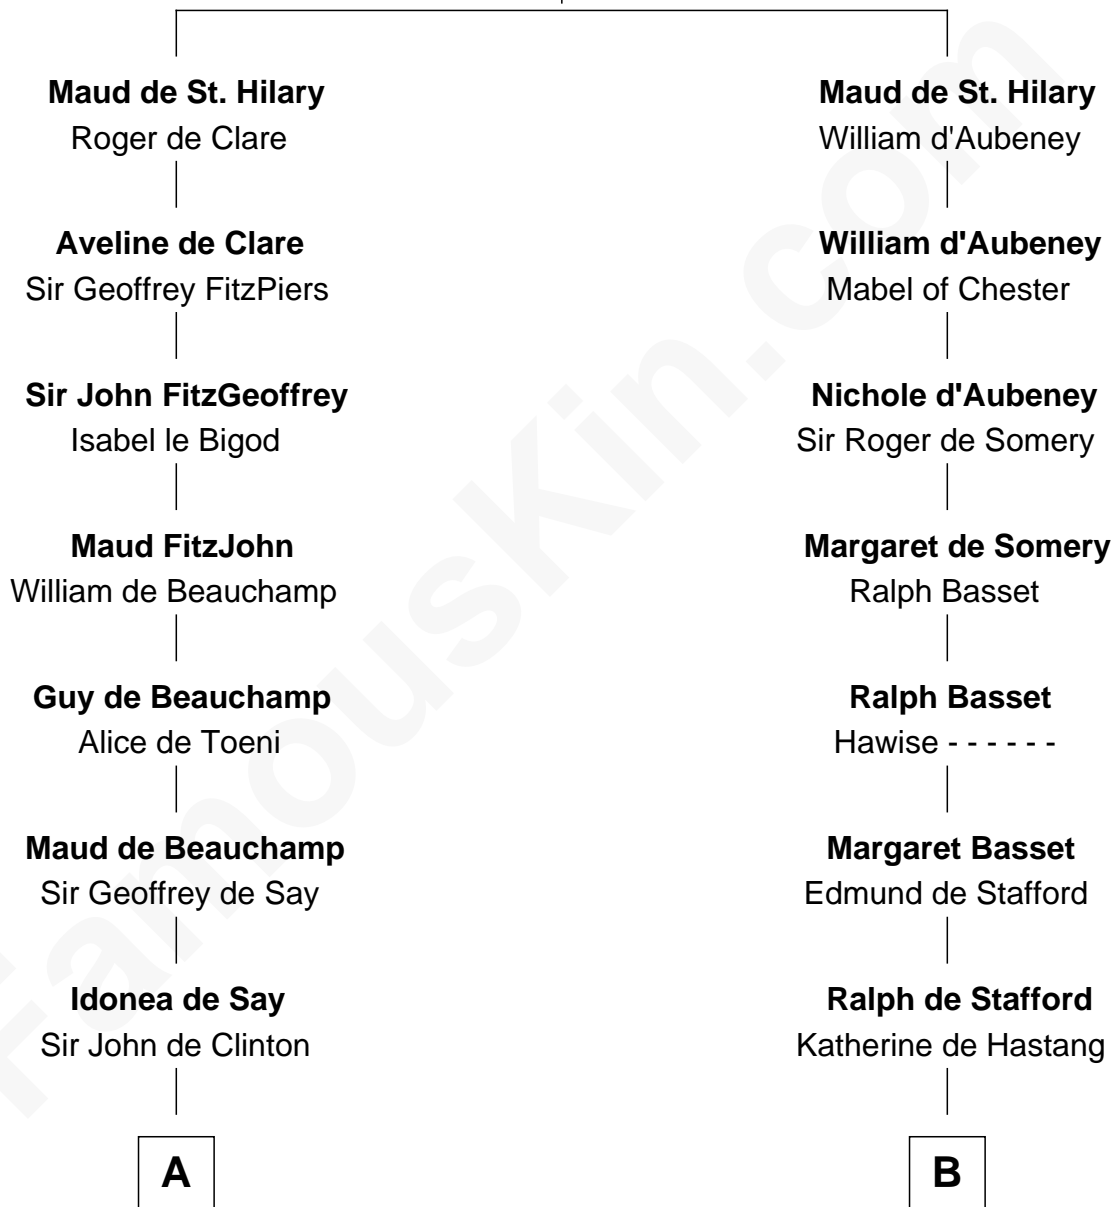 Maud de St. Hilary
Roger de Clare
Aveline de Clare
Sir Geoffrey FitzPiers
Sir John FitzGeoffrey
Isabel le Bigod
Maud FitzJohn
William de Beauchamp
Guy de Beauchamp
Alice de Toeni
Maud de Beauchamp
Sir Geoffrey de Say
Idonea de Say
Sir John de Clinton
A
Maud de St. Hilary
William d'Aubeney
William d'Aubeney
Mabel of Chester
Nichole d'Aubeney
Sir Roger de Somery
Margaret de Somery
Ralph Basset
Ralph Basset
Hawise - - - - - -
Margaret Basset
Edmund de Stafford
Ralph de Stafford
Katherine de Hastang
B
FamousKin.com